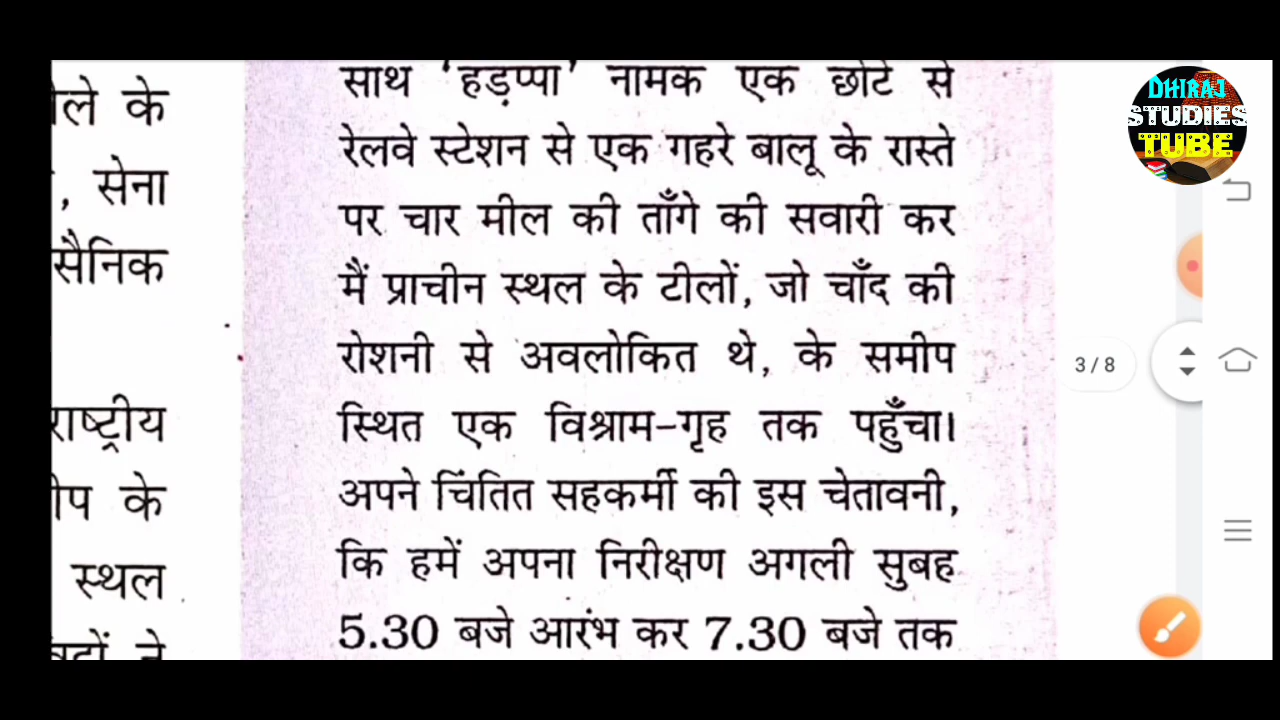 ले के
, सेना
सैनिक
राष्ट्रीय
के
स्थल
साथ 'हड़प्पा' नामक एक छोटे से
रेलवे स्टेशन से एक गहरे बालू के रास्ते
पर चार मील की ताँगे की सवारी कर
मैं प्राचीन स्थल के टीलों, जो चाँद की
रोशनी से अवलोकित थे, के समीप
स्थित एक विश्राम-गृह तक पहुँचा।
अपने चिंतित सहकर्मी की इस चेतावनी,
कि हमें अपना निरीक्षण अगली सुबह
5.30 बजे आरंभ कर 7.30 बजे तक
DHIRAJ
STUDIES
TUBE
3 / 8